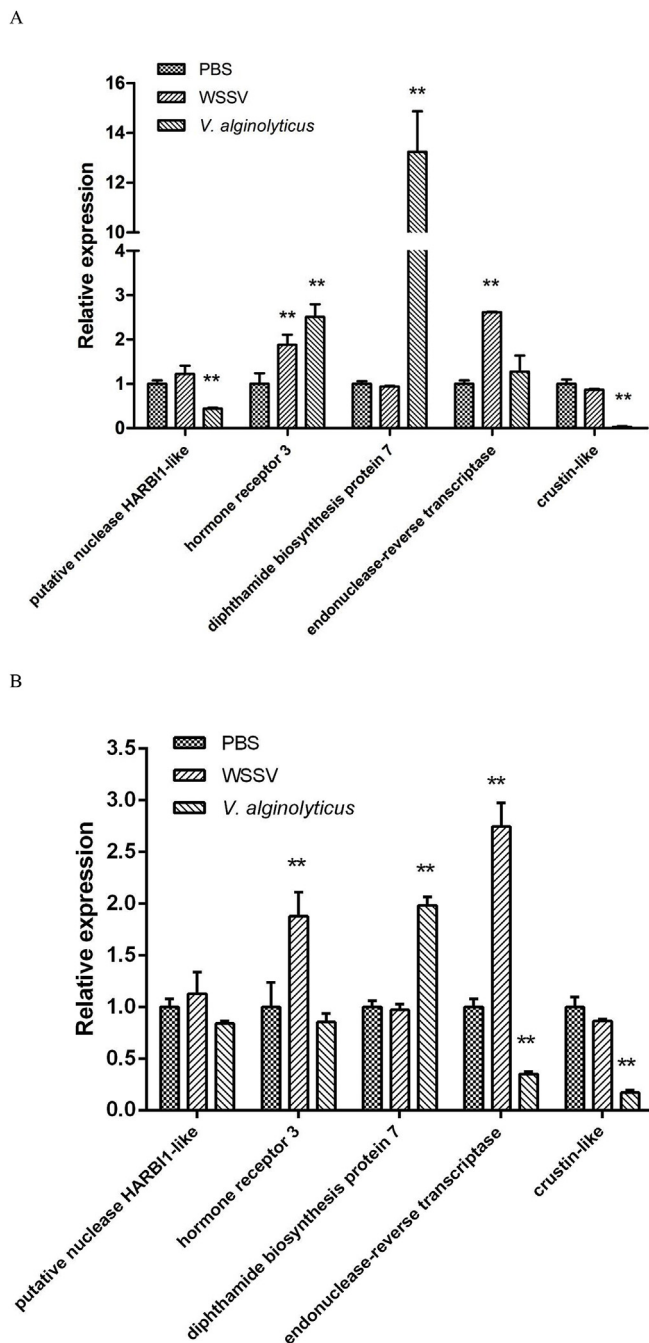 A
PBS
WSSV
V. alginolyticus
**
16
14
12
10
4
3
2
1
0
Relative expression
**
**
**
**
**
putative nuclease HARBI1-like
hormone receptor 3
diphthamide biosynthesis protein 7
endonuclease-reverse transcriptase
crustin-like
B
PBS
WSSV
V. alginolyticus
3.5
3.0
2.5
2.0
1.5
1.0
0.5
0.0
Relative expression
**
**
**
**
**
putative nuclease HARBI1-like
hormone receptor 3
diphthamide biosynthesis protein 7
endonuclease-reverse transcriptase
crustin-like